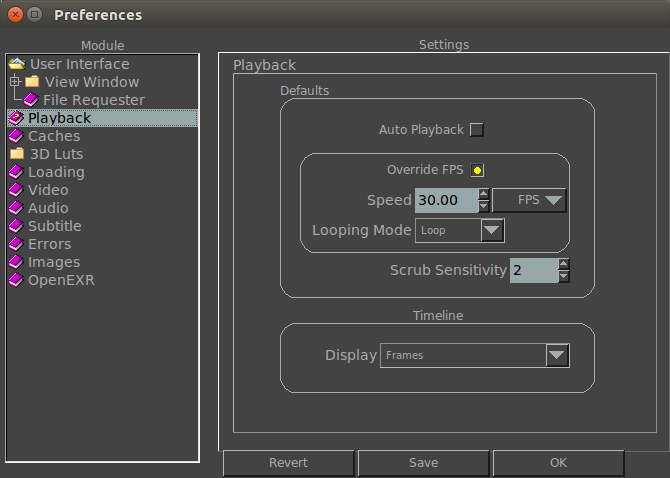 Preferences
Module
User Interface
View Window
File Requester
Playback
Caches
3D Luts
Loading
Video
Audio
Subtitle
Errors
Images
OpenEXR
Settings
Playback
Defaults
Auto Playback
Override FPS
Speed 30.00 FPS
Looping Mode Loop
Scrub Sensitivity 2
Timeline
Display Frames
Revert Save OK